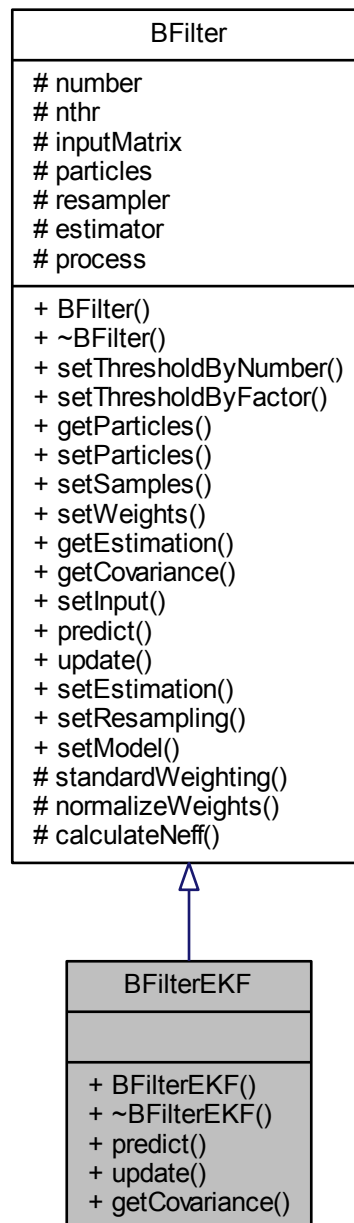 BFilter
# number
# nthr
# inputMatrix
# particles
# resampler
# estimator
# process
+ BFilter()
+ ~BFilter()
+ setThresholdByNumber()
+ setThresholdByFactor()
+ getParticles()
+ setParticles()
+ setSamples()
+ setWeights()
+ getEstimation()
+ getCovariance()
+ setInput()
+ predict()
+ update()
+ setEstimation()
+ setResampling()
+ setModel()
# standardWeighting()
# normalizeWeights()
# calculateNeff()
BFilterEKF
+ BFilterEKF()
+ ~BFilterEKF()
+ predict()
+ update()
+ getCovariance()